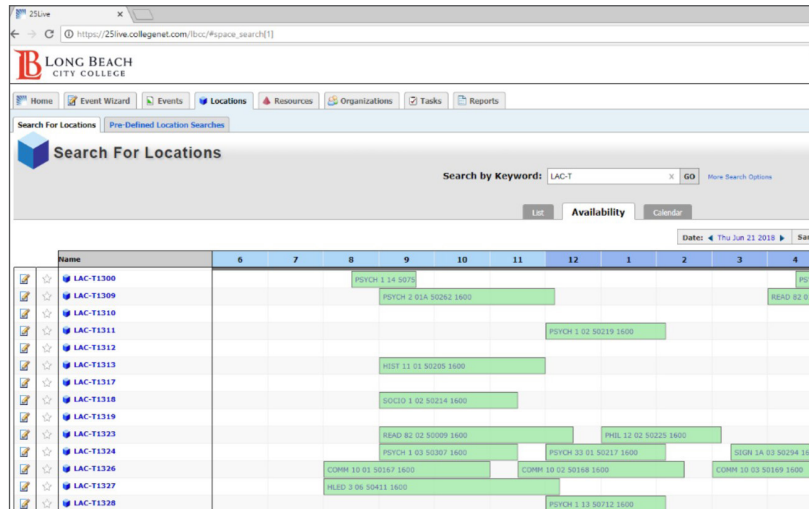 25Live
https://25live.collegenet.com/lbcc/#space_search[1]
LONG BEACH
CITY COLLEGE
Home Event Wizard Events Locations Resources Organizations Tasks Reports
Search For Locations Pre-Defined Location Searches
Search For Locations
Search by Keyword: LAC-T X GO More Search Options
List Availability Calendar
Date: Thu Jun 21 2018
Name 6 7 8 9 10 11 12 1 2 3 4
LAC-T1300 PSYCH 1 14 5075
LAC-T1309 PSYCH 2 01A 50262 1600 READ 82 0
LAC-T1310
LAC-T1311 PSYCH 1 02 50219 1600
LAC-T1312
LAC-T1313 HIST 11 01 50205 1600
LAC-T1317
LAC-T1318 SOCIO 1 02 50214 1600
LAC-T1319
LAC-T1323 READ 82 02 50009 1600 PHIL 12 02 50225 1600
LAC-T1324 PSYCH 1 03 50307 1600 PSYCH 33 01 50217 1600 SIGN 1A 03 50294 16
LAC-T1326 COMM 10 01 50167 1600 COMM 10 02 50168 1600 COMM 10 03 50169 1600
LAC-T1327 HLED 3 06 50411 1600
LAC-T1328 PSYCH 1 13 50712 1600